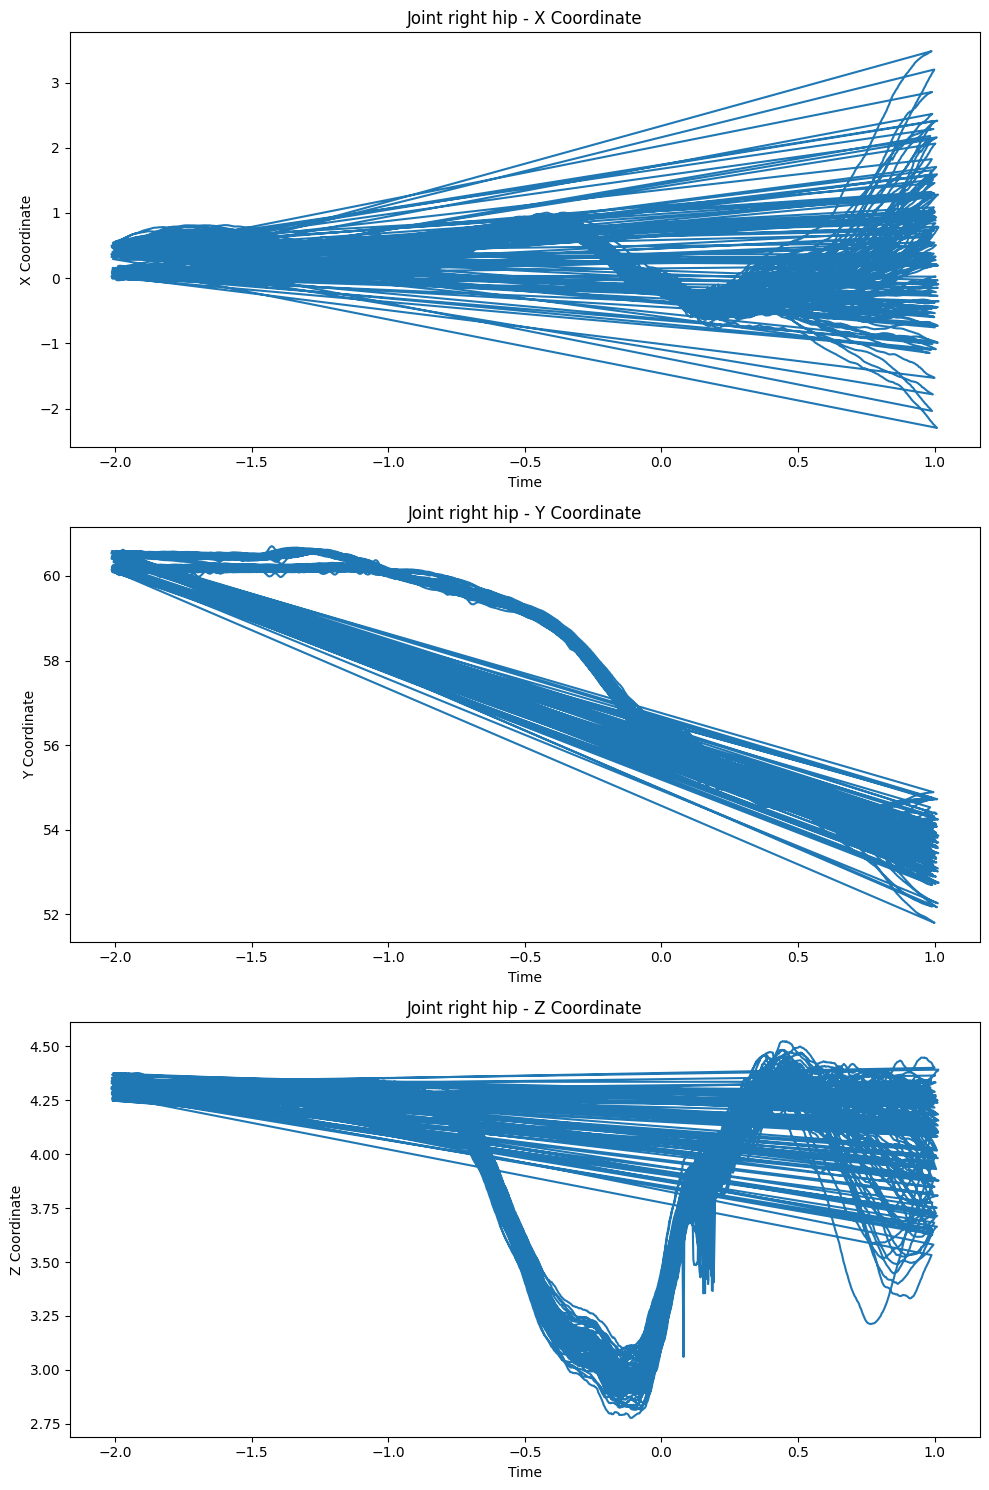 Joint right hip - X Coordinate
3
2
1
0
−1
−2
X Coordinate
−2.0 −1.5 −1.0 −0.5 0.0 0.5 1.0
Time
Joint right hip - Y Coordinate
60
58
56
54
52
Y Coordinate
−2.0 −1.5 −1.0 −0.5 0.0 0.5 1.0
Time
Joint right hip - Z Coordinate
4.50
4.25
4.00
3.75
3.50
3.25
3.00
2.75
Z Coordinate
−2.0 −1.5 −1.0 −0.5 0.0 0.5 1.0
Time